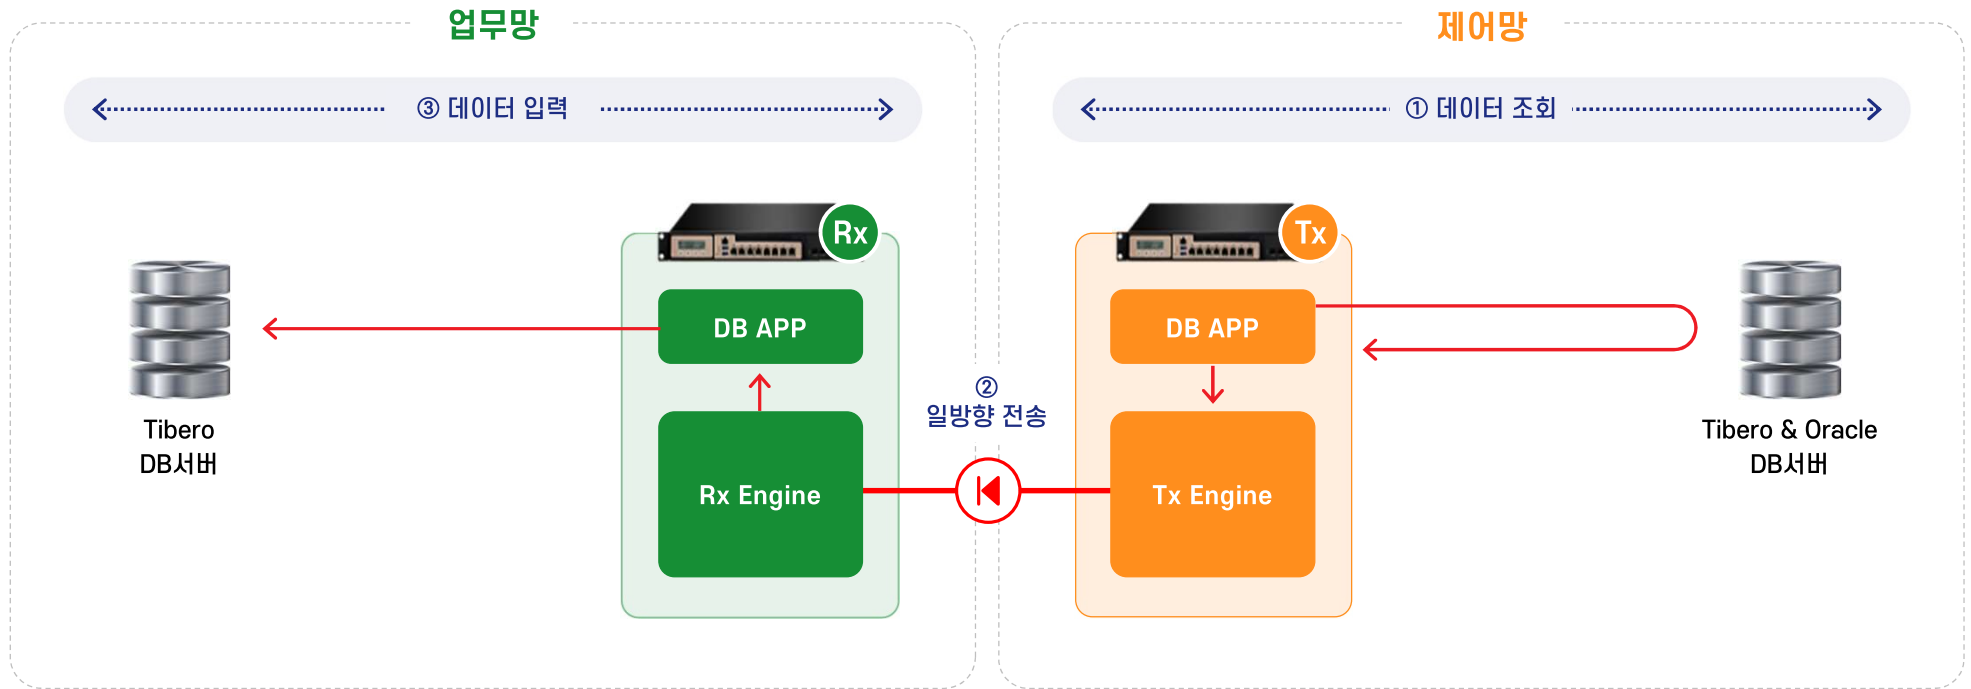 업무망
제어망
③ 데이터 입력
① 데이터 조회
Rx
Tx
DB APP
DB APP
②
일방향 전송
Tibero
DB서버
Tibero & Oracle
DB서버
Rx Engine
Tx Engine